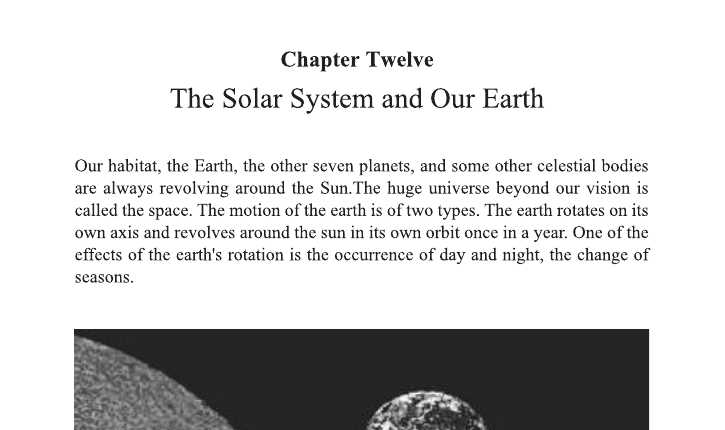 Chapter Twelve
The Solar System and Our Earth
Our habitat, the Earth, the other seven planets, and some other celestial bodies
are always revolving around the Sun.The huge universe beyond our vision is
called the space. The motion of the earth is of two types. The earth rotates on its
own axis and revolves around the sun in its own orbit once in a year. One of the
effects of the earth's rotation is the occurrence of day and night, the change of
seasons.